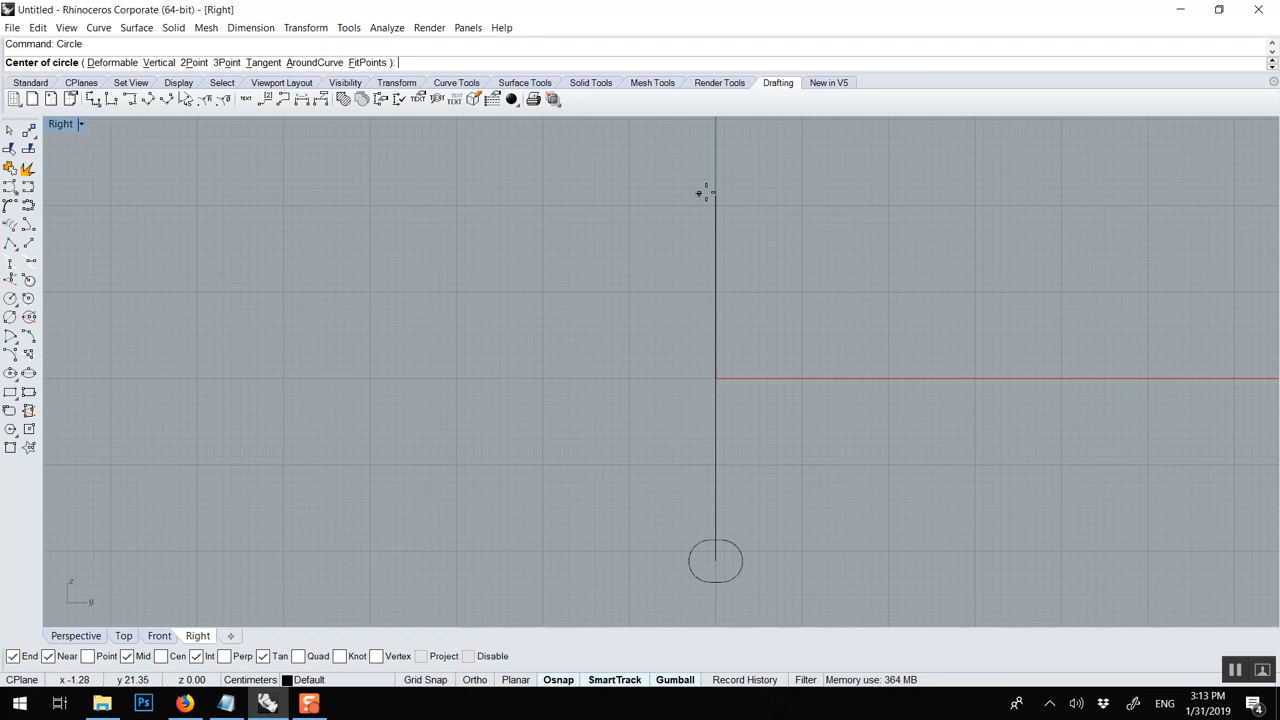 Untitled - Rhinoceros Corporate (64-bit) - [Right]
File Edit View Curve Surface Solid Mesh Dimension Transform Tools Analyze Render Panels Help
Command: Circle
Center of circle ( Deformable Vertical 2Point 3Point Tangent AroundCurve FitPoints ):
Standard CPlanes Set View Display Select Viewport Layout Visibility Transform Curve Tools Surface Tools Solid Tools Mesh Tools Render Tools Drafting New in V5
Right
z
y
Perspective Top Front Right
End Near Point Mid Cen Int Perp Tan Quad Knot Vertex Project Disable
CPlane x -1.28 y 21.35 z 0.00 Centimeters Default Grid Snap Ortho Planar Osnap SmartTrack Gumball Record History Filter Memory use: 364 MB
Ps ENG 3:13 PM
1/31/2019 4